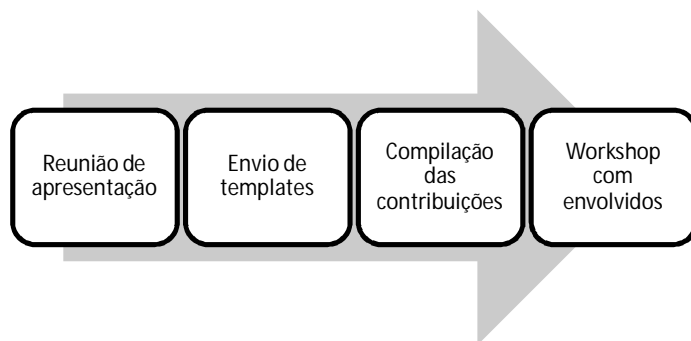 Reunião de
apresentação
Envio de
templates
Compilação
das
contribuições
Workshop
com
envolvidos